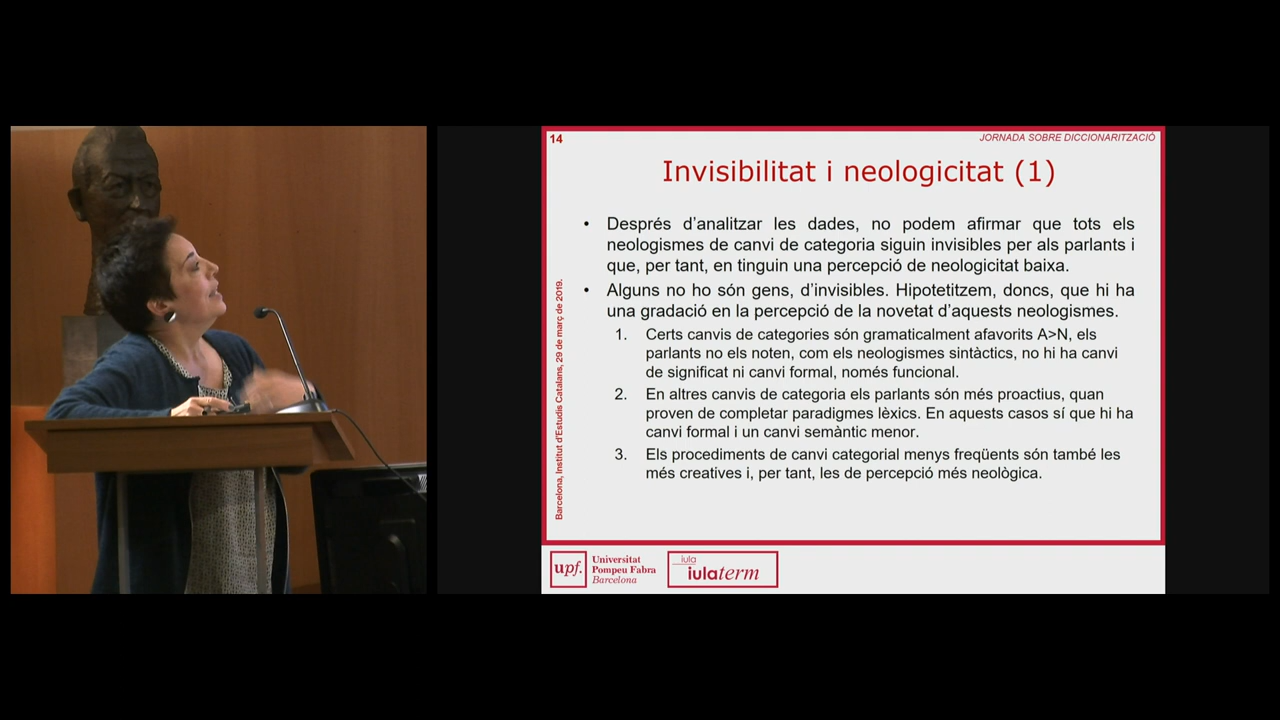 14
JORNADA SOBRE DICCIONARITZACIÓ
Invisibilitat i neologicitat (1)
• Després d'analitzar les dades, no podem afirmar que tots els
neologismes de canvi de categoria siguin invisibles per als parlants i
que, per tant, en tinguin una percepció de neologicitat baixa.
• Alguns no ho són gens, d'invisibles. Hipotetitzem, doncs, que hi ha
una gradació en la percepció de la novetat d'aquests neologismes.
1. Certs canvis de categories són gramaticalment afavorits A>N, els
parlants no els noten, com els neologismes sintàctics, no hi ha canvi
de significat ni canvi formal, només funcional.
2. En altres canvis de categoria els parlants són més proactius, quan
proven de completar paradigmes lèxics. En aquests casos sí que hi ha
canvi formal i un canvi semàntic menor.
3. Els procediments de canvi categorial menys freqüents són també les
més creatives i, per tant, les de percepció més neològica.
Barcelona, Institut d'Estudis Catalans, 29 de març de 2019.
upf.
Universitat
Pompeu Fabra
Barcelona
iula
iulaterm